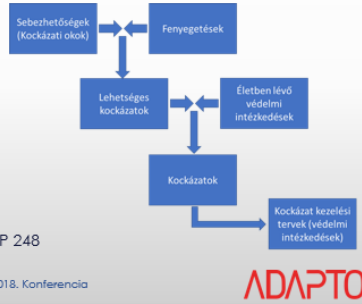 Sebezhetőségek
(Kockázati okok)
Fenyegetések
Lehetséges
kockázatok
Életben lévő
védelmi
intézkedések
Kockázatok
Kockázat kezelési
tervek (védelmi
intézkedések)
P 248
2018. Konferencia
ADAPTO